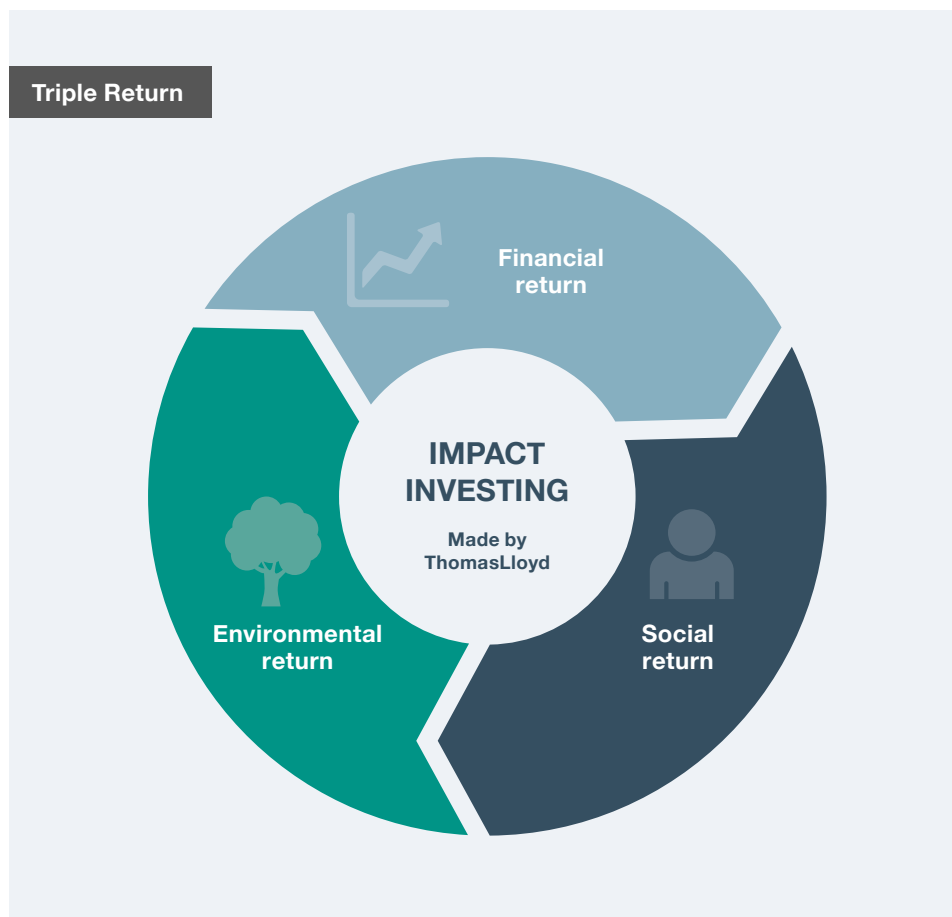 Triple Return
Financial
return
IMPACT
INVESTING
Made by
ThomasLloyd
Environmental
return
Social
return